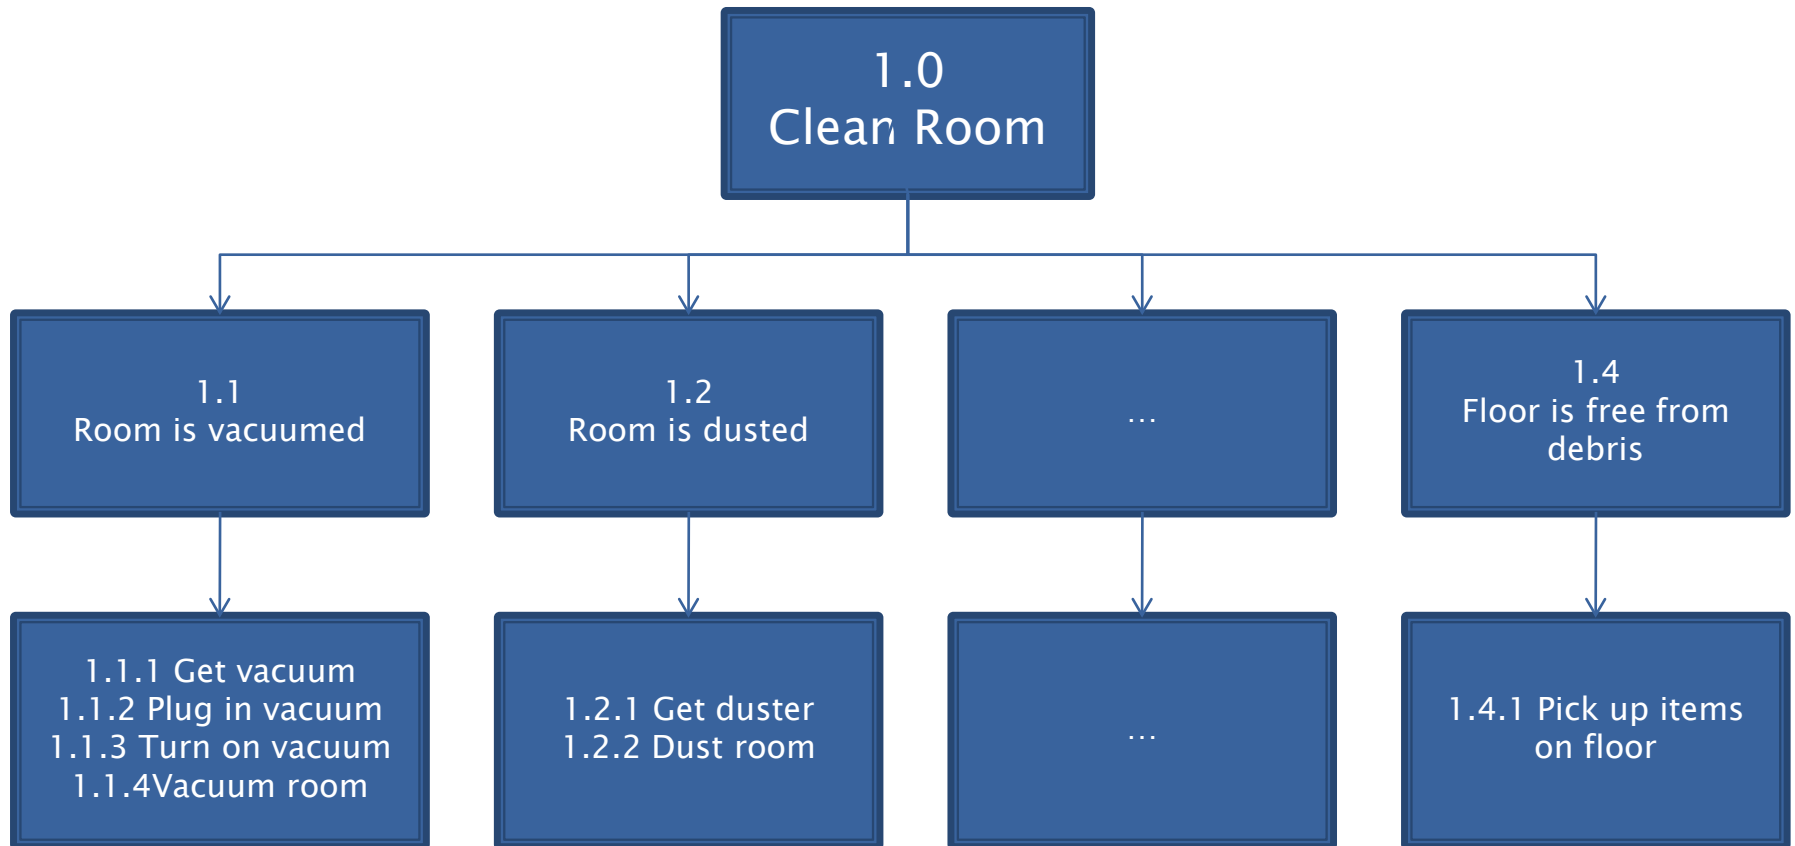 1.0
Clean Room
1.1
Room is vacuumed
1.2
Room is dusted
…
1.4
Floor is free from
debris
1.1.1 Get vacuum
1.1.2 Plug in vacuum
1.1.3 Turn on vacuum
1.1.4Vacuum room
1.2.1 Get duster
1.2.2 Dust room
…
1.4.1 Pick up items
on floor